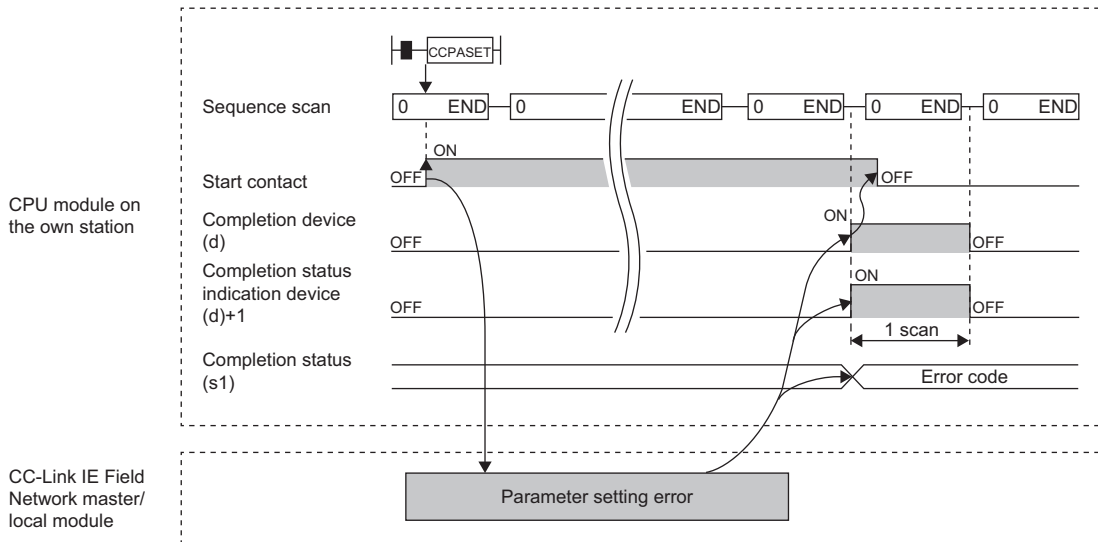 CCPASET
Sequence scan
0 END 0 END 0 END 0 END 0 END
ON
Start contact
OFF
OFF
CPU module on
the own station
Completion device
(d)
ON
OFF
OFF
Completion status
indication device
(d)+1
ON
OFF
OFF
1 scan
Completion status
(s1)
Error code
CC-Link IE Field
Network master/
local module
Parameter setting error